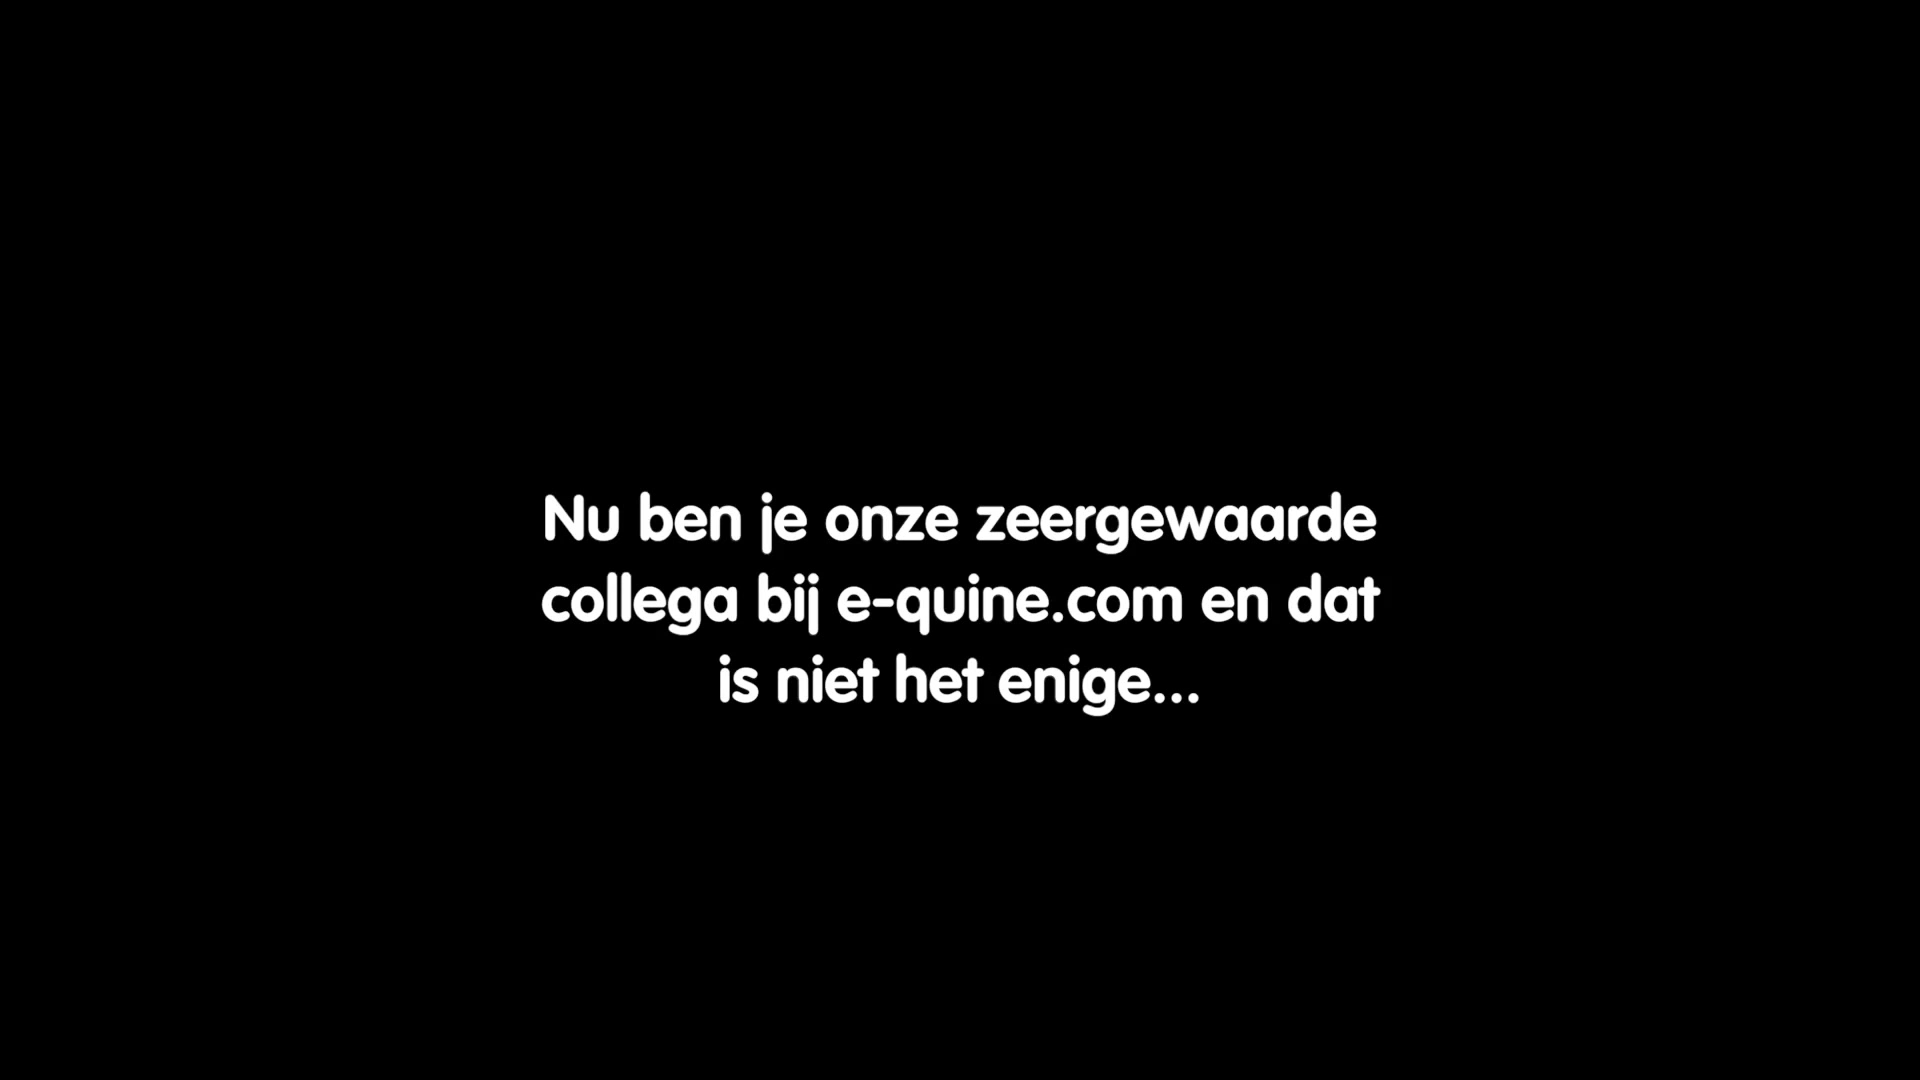 Nu ben je onze zeergewaarde
collega bij e-quine.com en dat
is niet het enige...